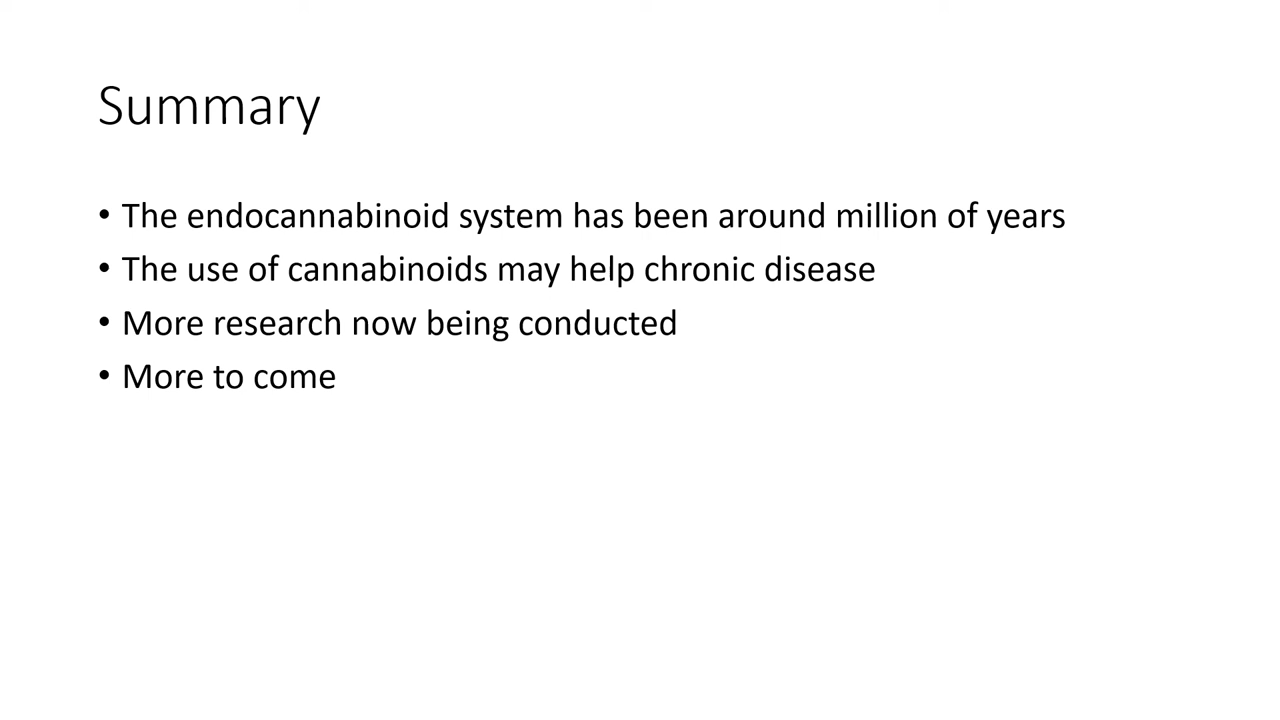 Summary
• The endocannabinoid system has been around million of years
• The use of cannabinoids may help chronic disease
• More research now being conducted
• More to come